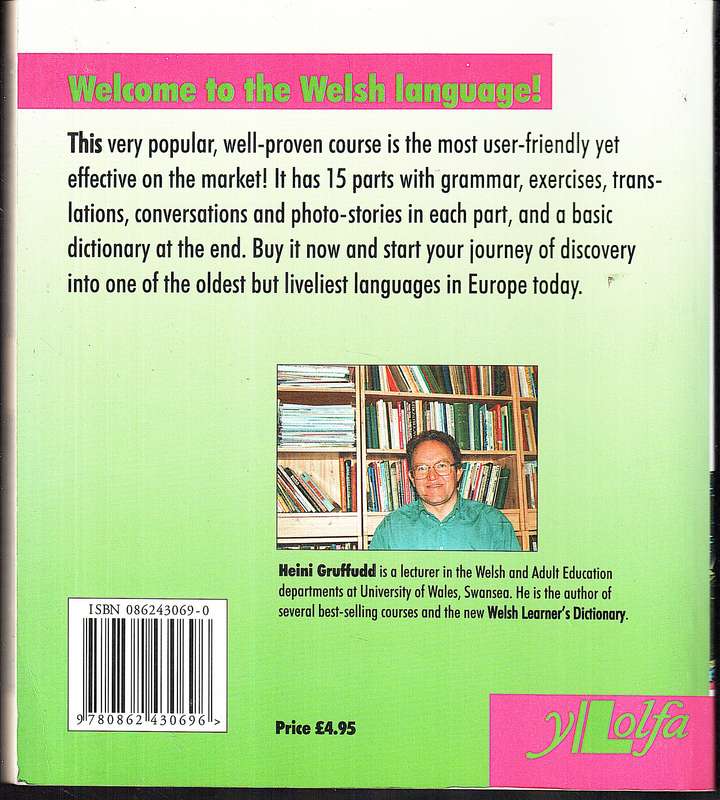 Welcome to the Welsh language!
This very popular, well-proven course is the most user-friendly yet
effective on the market! It has 15 parts with grammar, exercises, trans-
lations, conversations and photo-stories in each part, and a basic
dictionary at the end. Buy it now and start your journey of discovery
into one of the oldest but liveliest languages in Europe today.
Heini Gruffudd is a lecturer in the Welsh and Adult Education
departments at University of Wales, Swansea. He is the author of
several best-selling courses and the new Welsh Learner's Dictionary.
ISBN 086243069-0
9 780862 430696 >
Price £4.95
y Lolfa